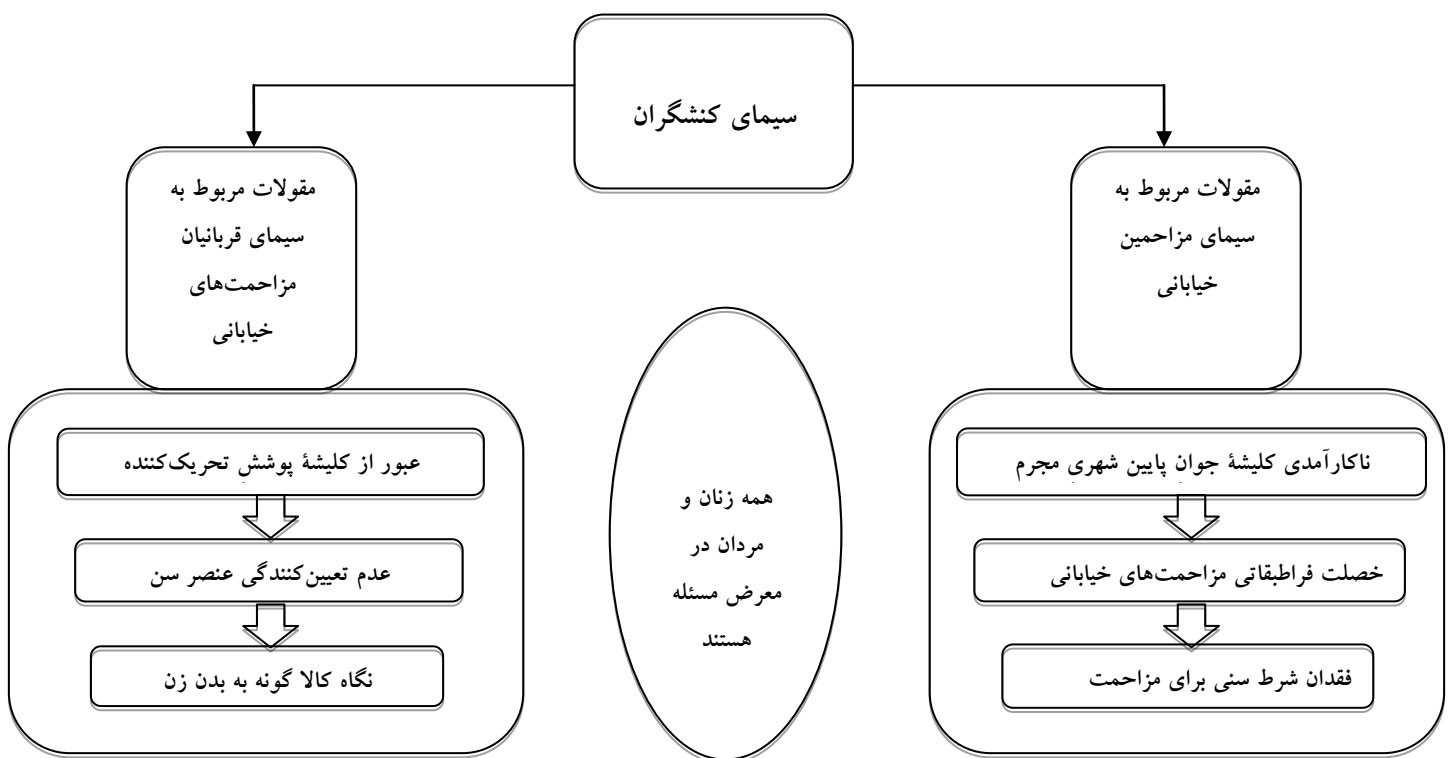 سیمای کنشگران
مقولات مربوط به
سیمای مزاحمین
خیابانی
مقولات مربوط به
سیمای قربانیان
مزاحمت‌های
خیابانی
ناکارآمدی کلیشۀ جوان پایین شهریِ مجرم
خصلت فراطبقاتی مزاحمت‌های خیابانی
فقدان شرط سنی برای مزاحمت
همه زنان و
مردان در
معرض مسئله
هستند
عبور از کلیشۀ پوششِ تحریک‌کننده
عدم تعیین‌کنندگی عنصر سن
نگاه کالا گونه به بدن زن